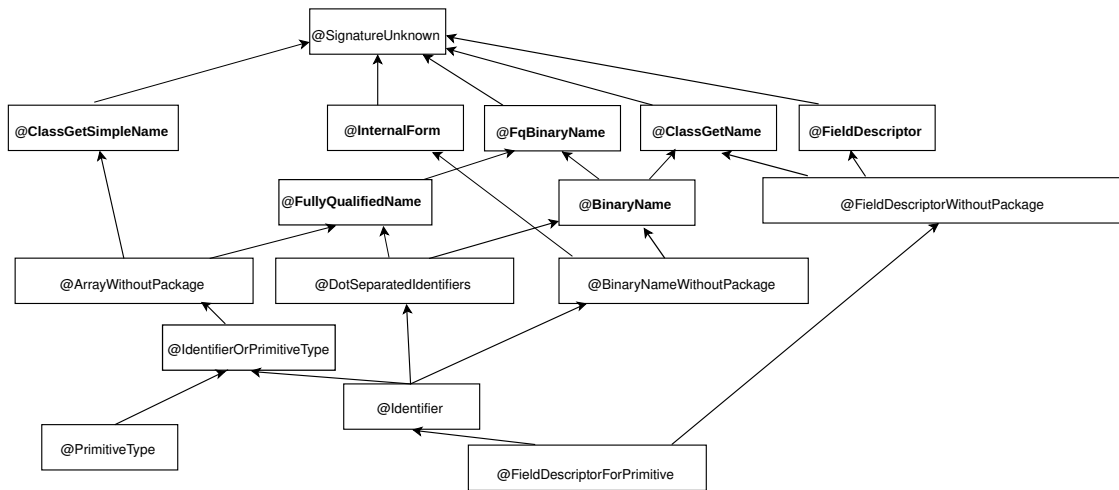 @SignatureUnknown
@ClassGetSimpleName
@InternalForm
@FqBinaryName
@ClassGetName
@FieldDescriptor
@FullyQualifiedName
@BinaryName
@FieldDescriptorWithoutPackage
@ArrayWithoutPackage
@DotSeparatedIdentifiers
@BinaryNameWithoutPackage
@IdentifierOrPrimitiveType
@Identifier
@PrimitiveType
@FieldDescriptorForPrimitive